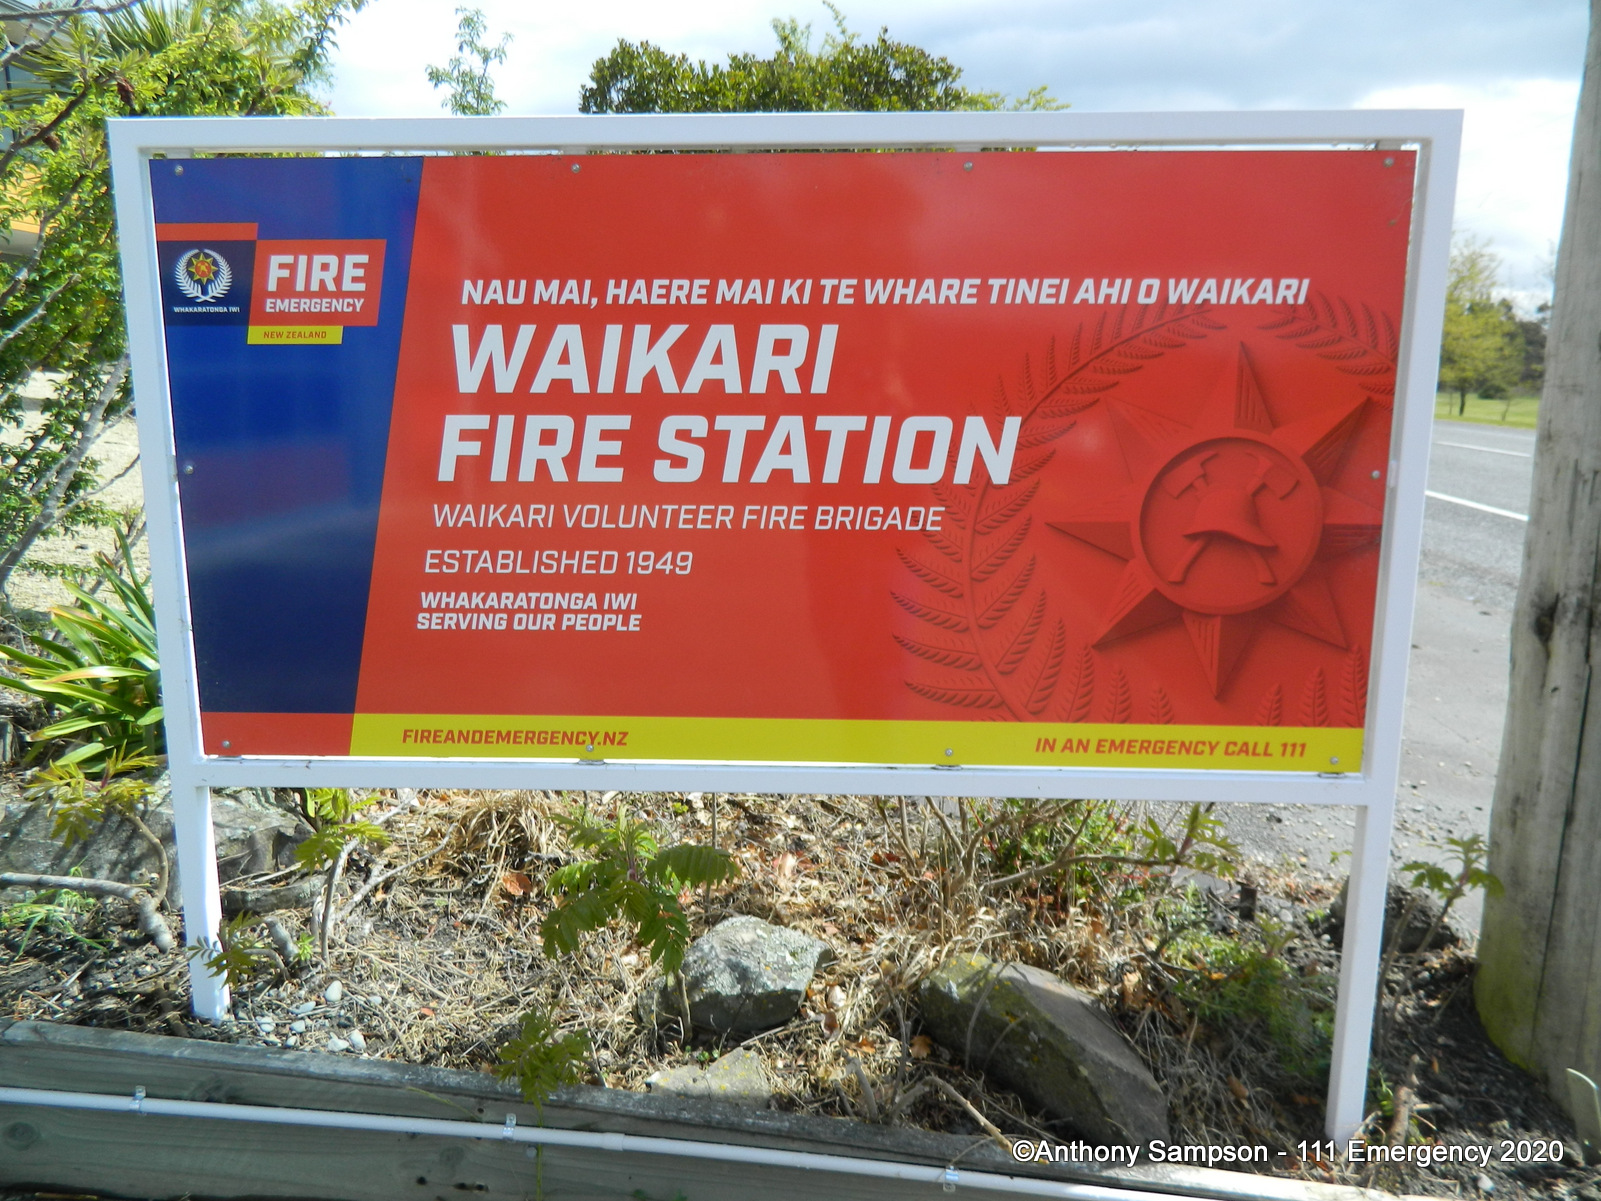 WHAKARATONGA IWI
FIRE
EMERGENCY
NEW ZEALAND
NAU MAI, HAERE MAI KI TE WHARE TINEI AHI O WAIKARI
WAIKARI
FIRE STATION
WAIKARI VOLUNTEER FIRE BRIGADE
ESTABLISHED 1949
WHAKARATONGA IWI
SERVING OUR PEOPLE
FIREANDEMERGENCY.NZ
IN AN EMERGENCY CALL 111
©Anthony Sampson - 111 Emergency 2020